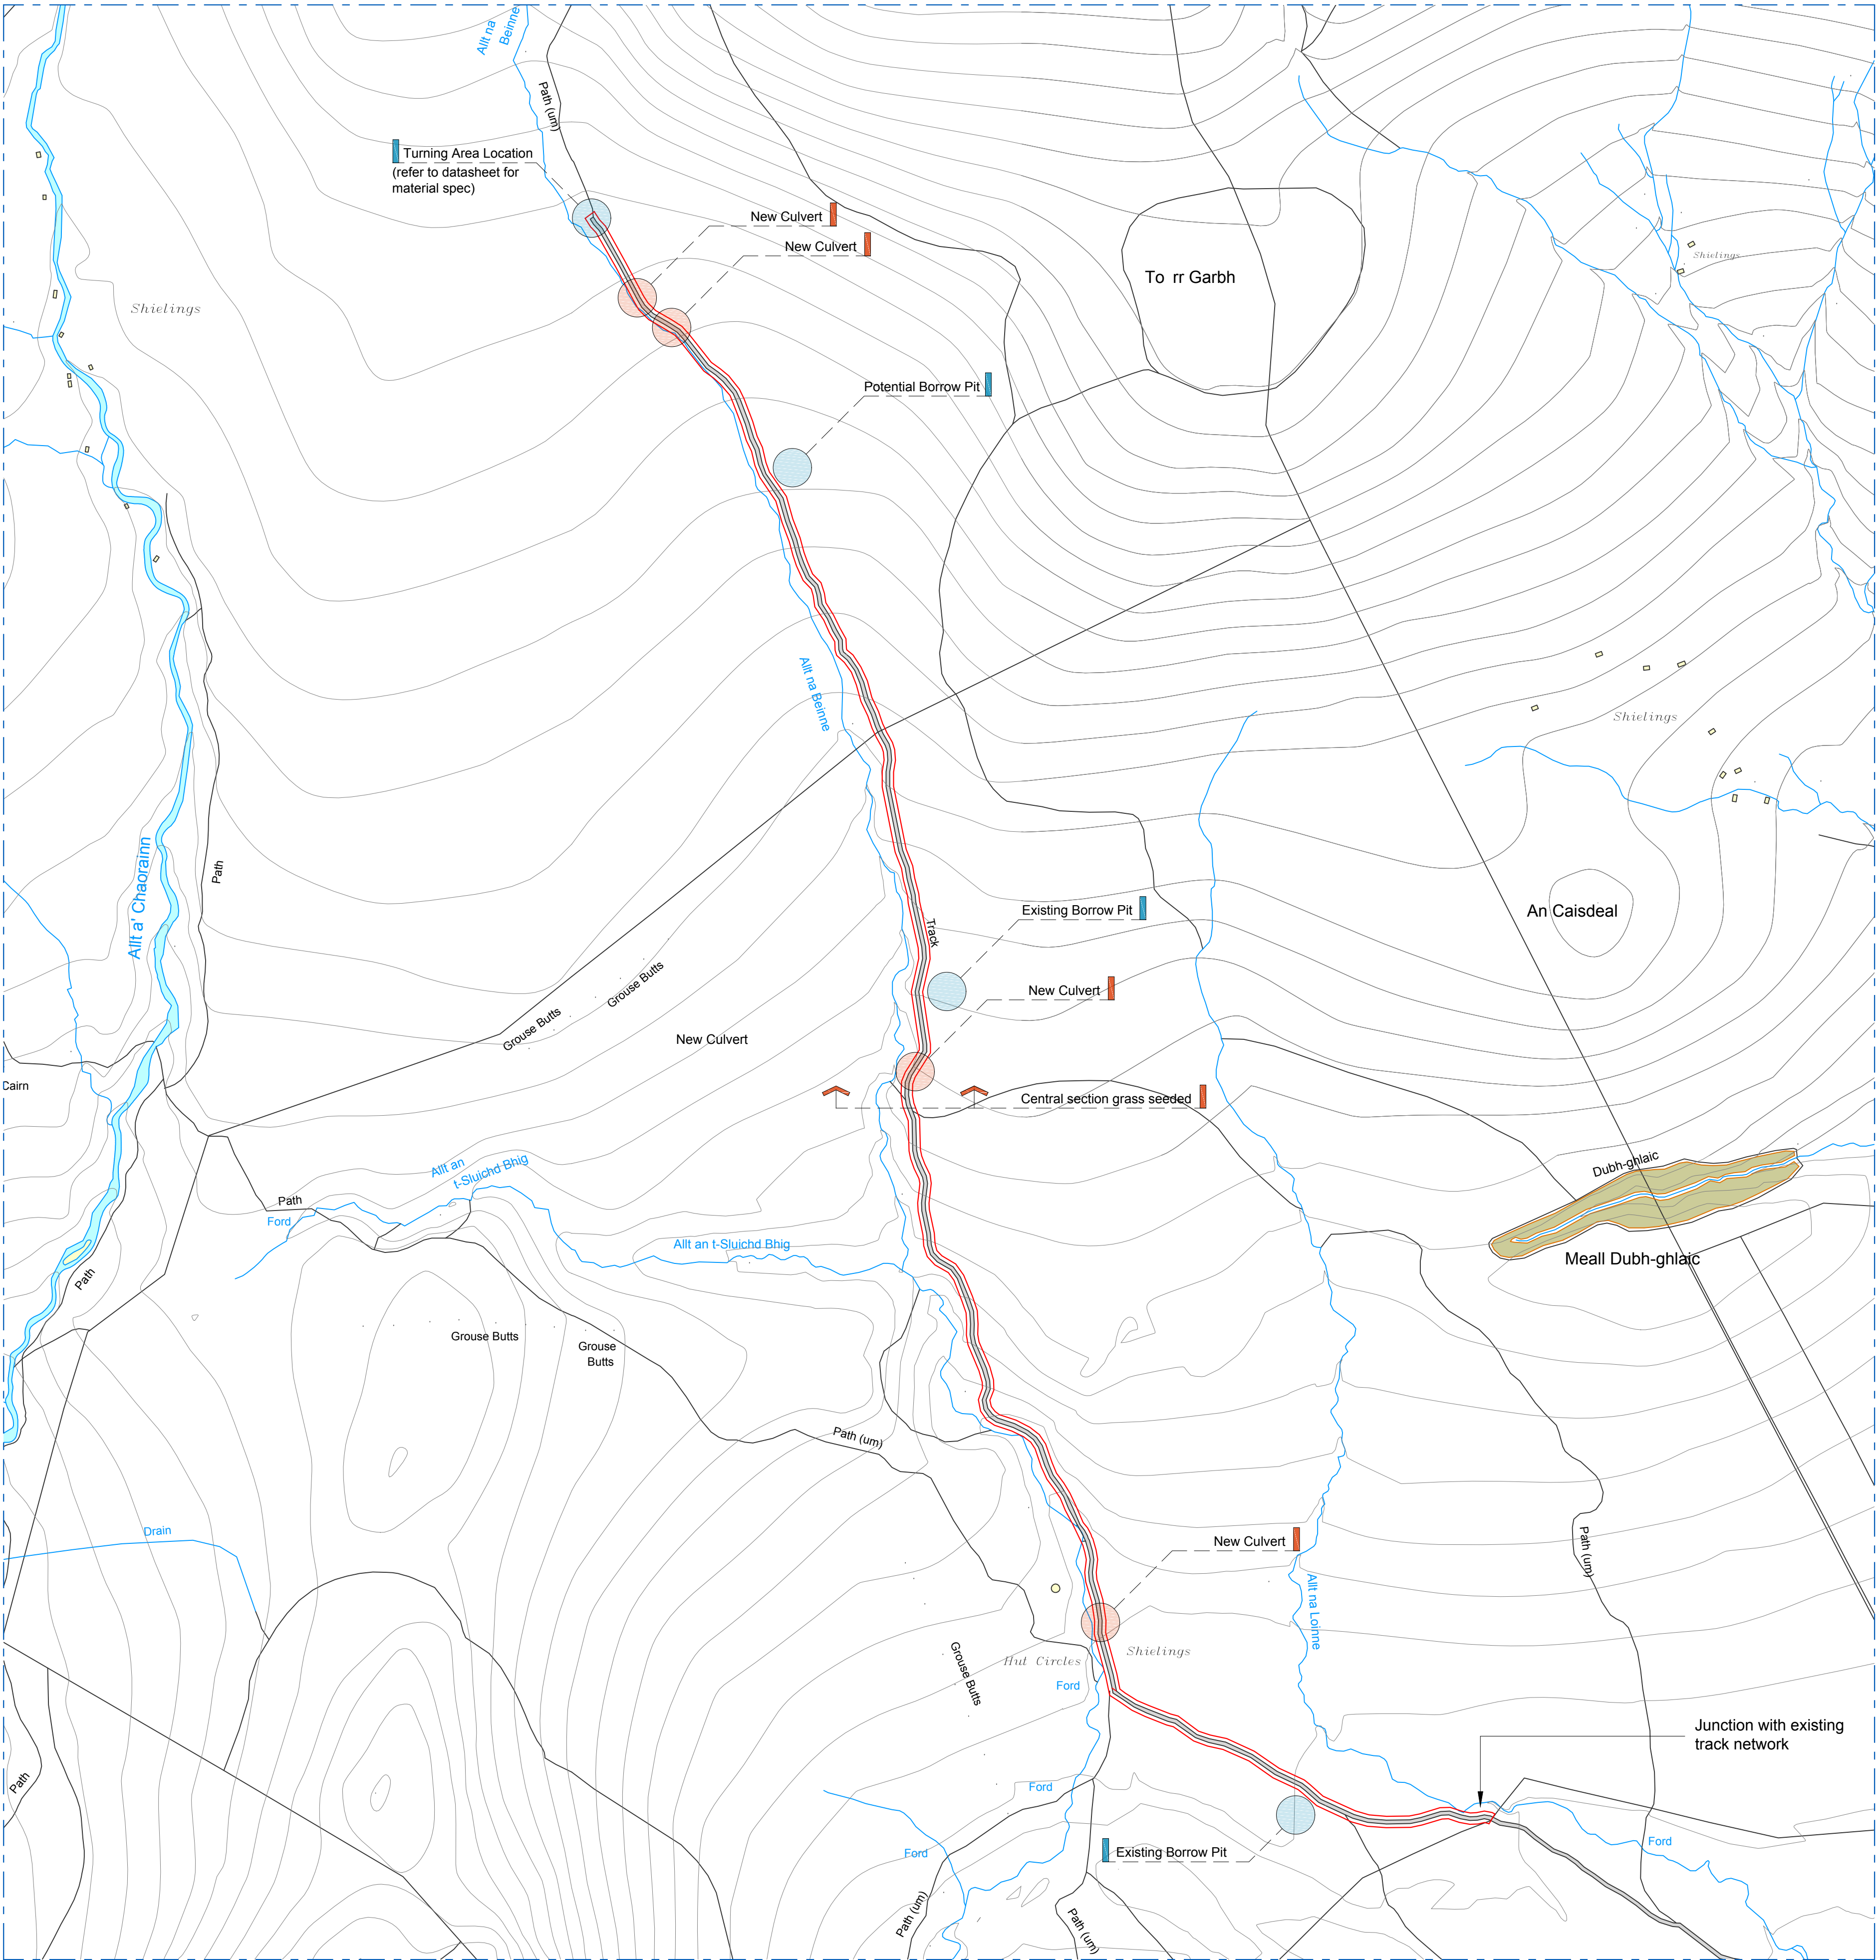 Allt na
Beinne
Path (um)
Turning Area Location
(refer to datasheet for
material spec)
New Culvert
New Culvert
To rr Garbh
Shielings
Shielings
Potential Borrow Pit
Allt na Beinne
Shielings
Allt a' Chaorainn
Path
Track
Existing Borrow Pit
An Caisdeal
Grouse Butts
Grouse Butts
New Culvert
New Culvert
Cairn
Central section grass seeded
Dubh-ghlaic
Allt an
t-Sluichd Bhig
Path
Ford
Allt an t-Sluichd Bhig
Meall Dubh-ghlaic
Path
Grouse Butts
Grouse
Butts
Path (um)
Drain
New Culvert
Path (um)
Allt na Loinne
Shielings
Hut Circles
Grouse Butts
Ford
Junction with existing
track network
Path
Ford
Ford
Existing Borrow Pit
Ford
Path (um)
Path (um)